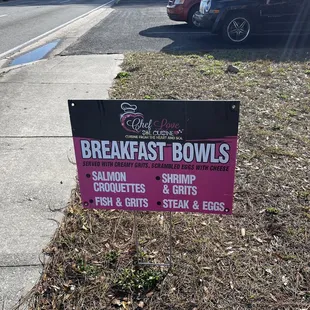 Chef Love
BREAKFAST BOWLS
SERVED WITH CREAMY GRITS, SCRAMBLED EGGS WITH CHEESE
• SALMON CROQUETTES
• SHRIMP & GRITS
• FISH & GRITS
• STEAK & EGGS